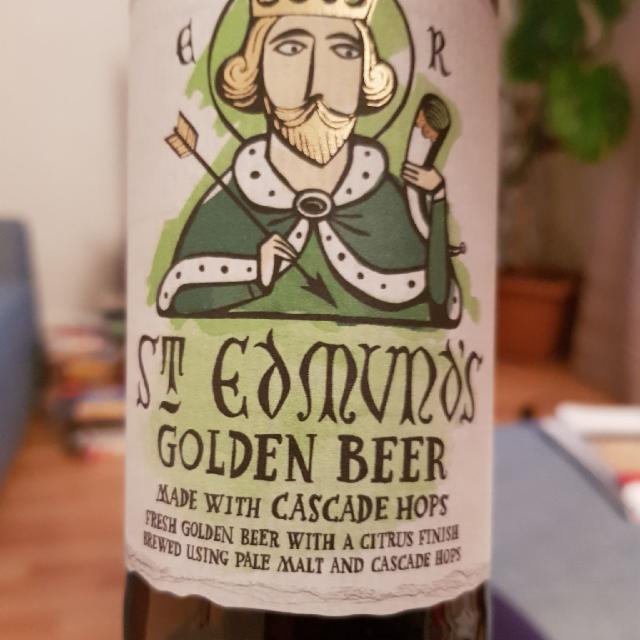 E R
ST EDMUND'S
GOLDEN BEER
MADE WITH CASCADE HOPS
FRESH GOLDEN BEER WITH A CITRUS FINISH
BREWED USING PALE MALT AND CASCADE HOPS